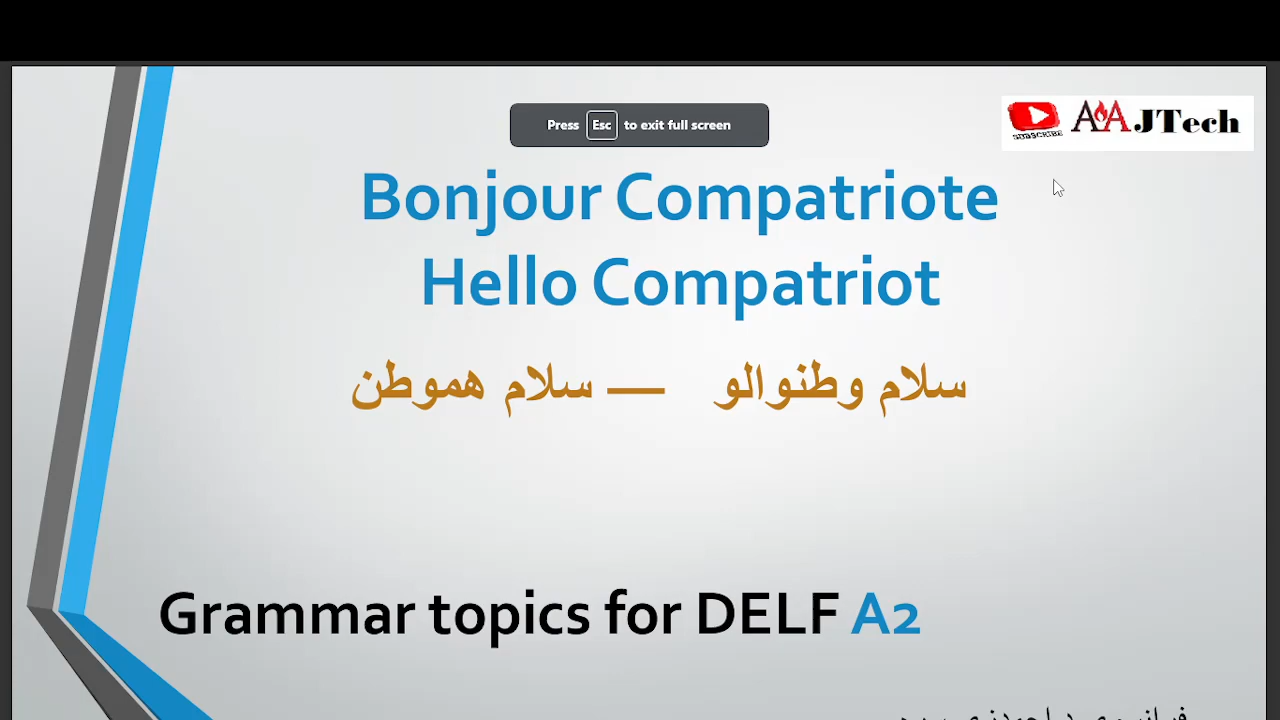 Press Esc to exit full screen
SUBSCRIBE
AAJTech
Bonjour Compatriote
Hello Compatriot
سلام وطنوالو — سلام هموطن
Grammar topics for DELF A2